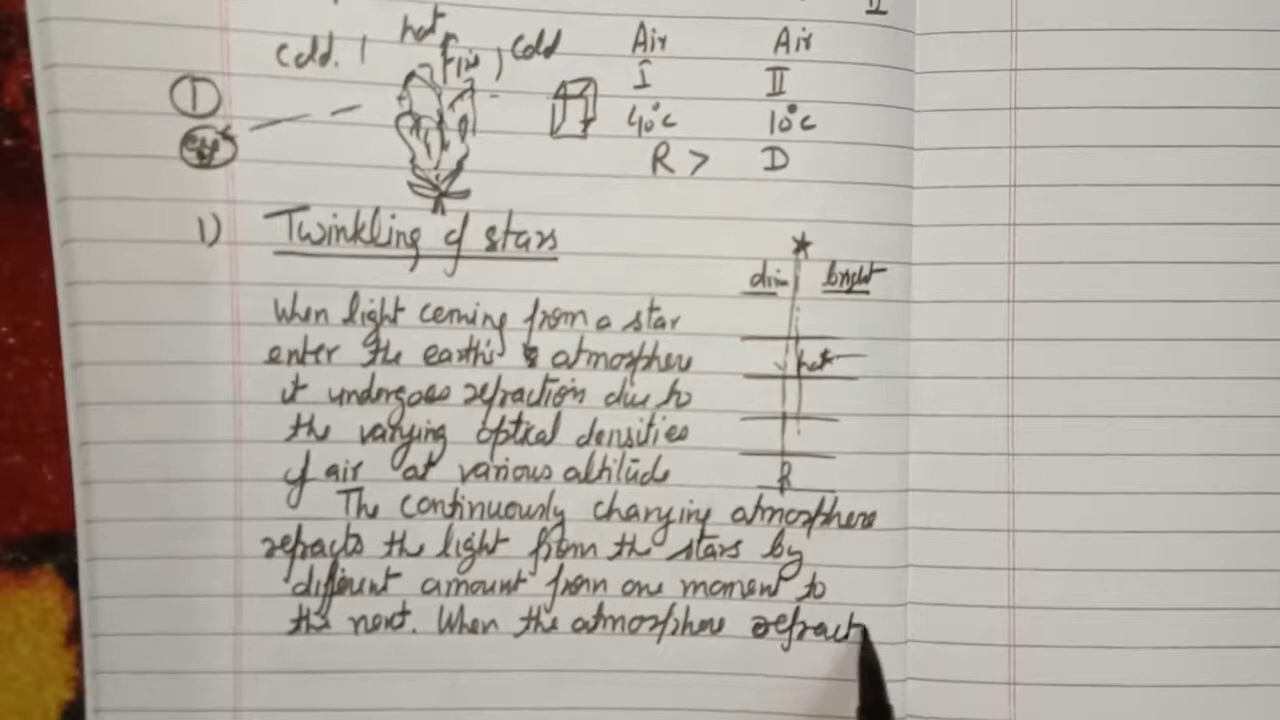 II
hot
cold. fire cold Air Air
I II
1
40°c 10°c
eye
R > D
1) Twinkling of stars
dim bright
When light coming from a star
enter the earth's atmosphere
hot
it undergoes refraction due to
the varying optical densities
of air at various altitude
The continuously changing atmosphere
refracts the light from the stars by
different amount from one moment to
the next. When the atmosphere refract